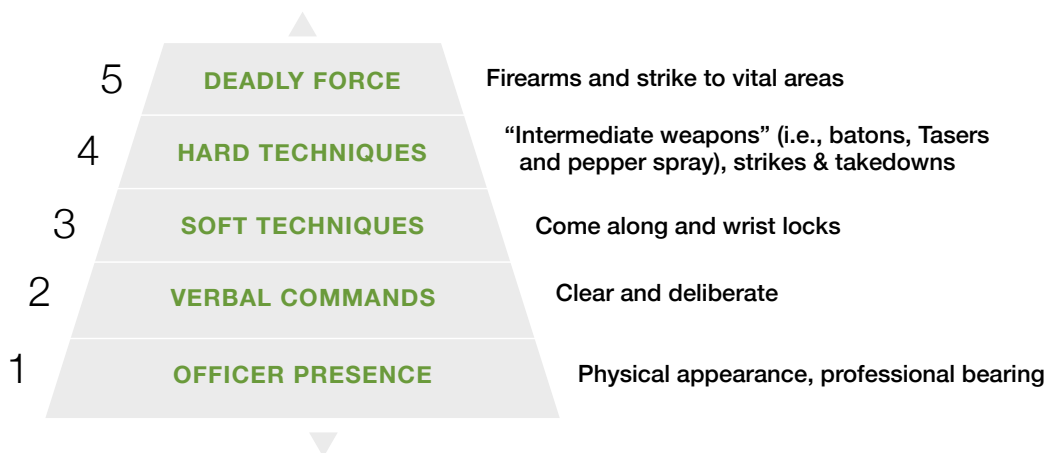 5 DEADLY FORCE Firearms and strike to vital areas
4 HARD TECHNIQUES “Intermediate weapons” (i.e., batons, Tasers
and pepper spray), strikes & takedowns
3 SOFT TECHNIQUES Come along and wrist locks
2 VERBAL COMMANDS Clear and deliberate
1 OFFICER PRESENCE Physical appearance, professional bearing